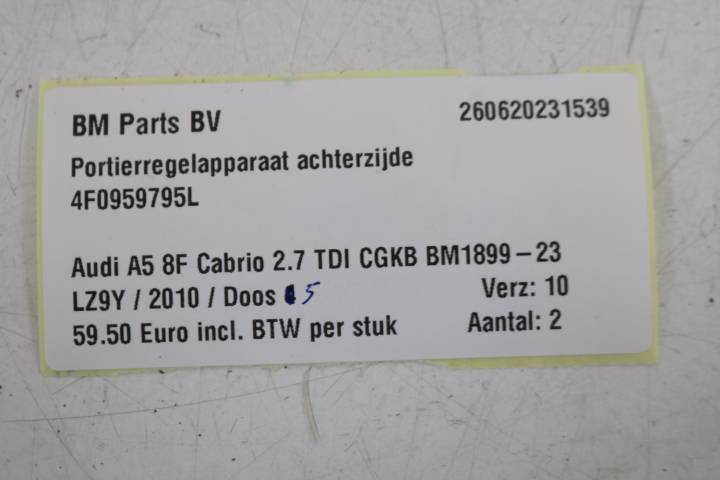 BM Parts BV 260620231539
Portierregelapparaat achterzijde
4F0959795L
Audi A5 8F Cabrio 2.7 TDI CGKB BM1899-23
LZ9Y / 2010 / Doos 5 Verz: 10
59.50 Euro incl. BTW per stuk Aantal: 2